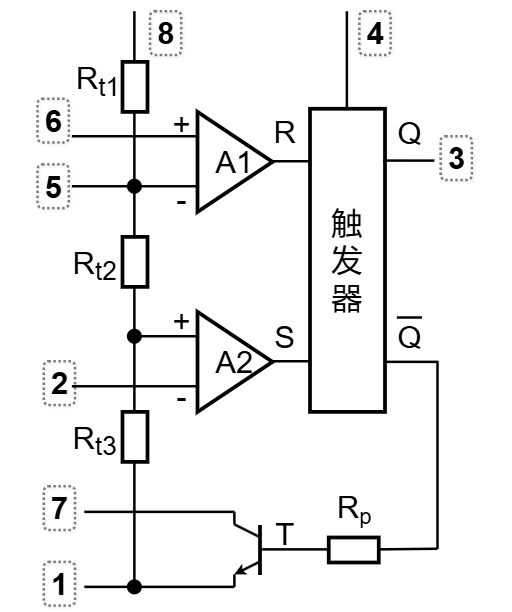 8
4
Rt1
6
+
R
Q
A1
3
5
-
触
发
器
Rt2
+
S
Q̅
A2
2
-
Rt3
7
Rp
T
1